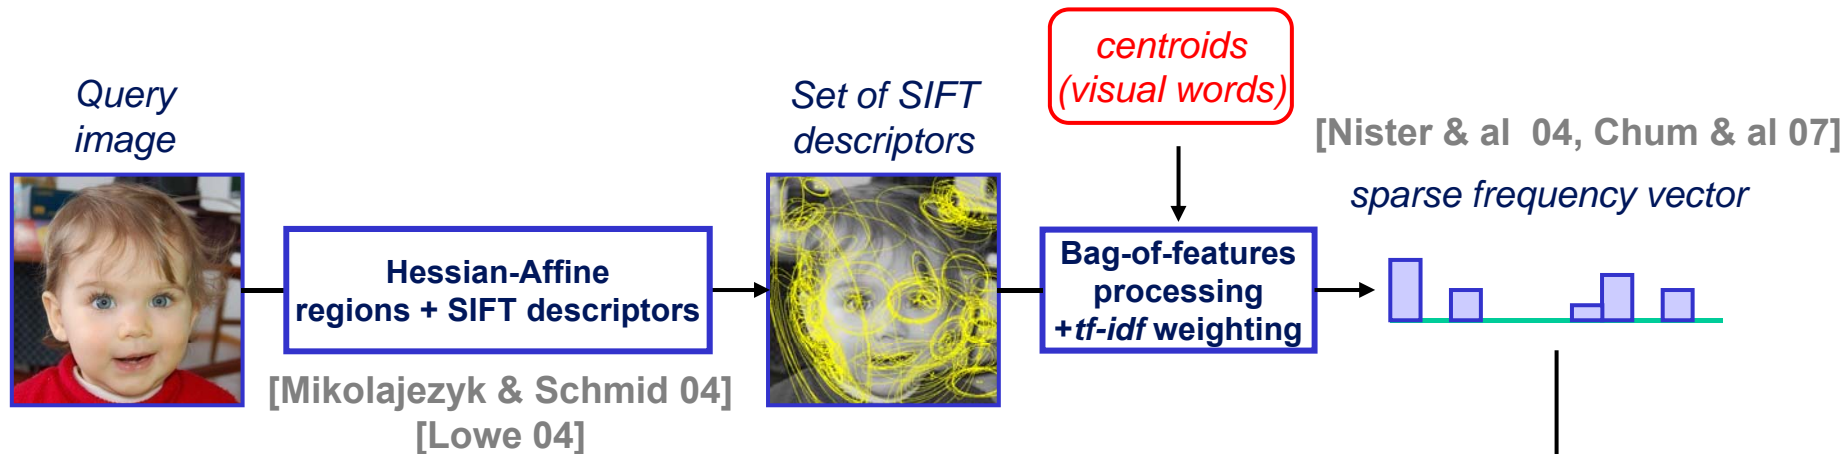 Query
image
Hessian-Affine
regions + SIFT descriptors
[Mikolajezyk & Schmid 04]
[Lowe 04]
Set of SIFT
descriptors
centroids
(visual words)
Bag-of-features
processing
+tf-idf weighting
[Nister & al 04, Chum & al 07]
sparse frequency vector